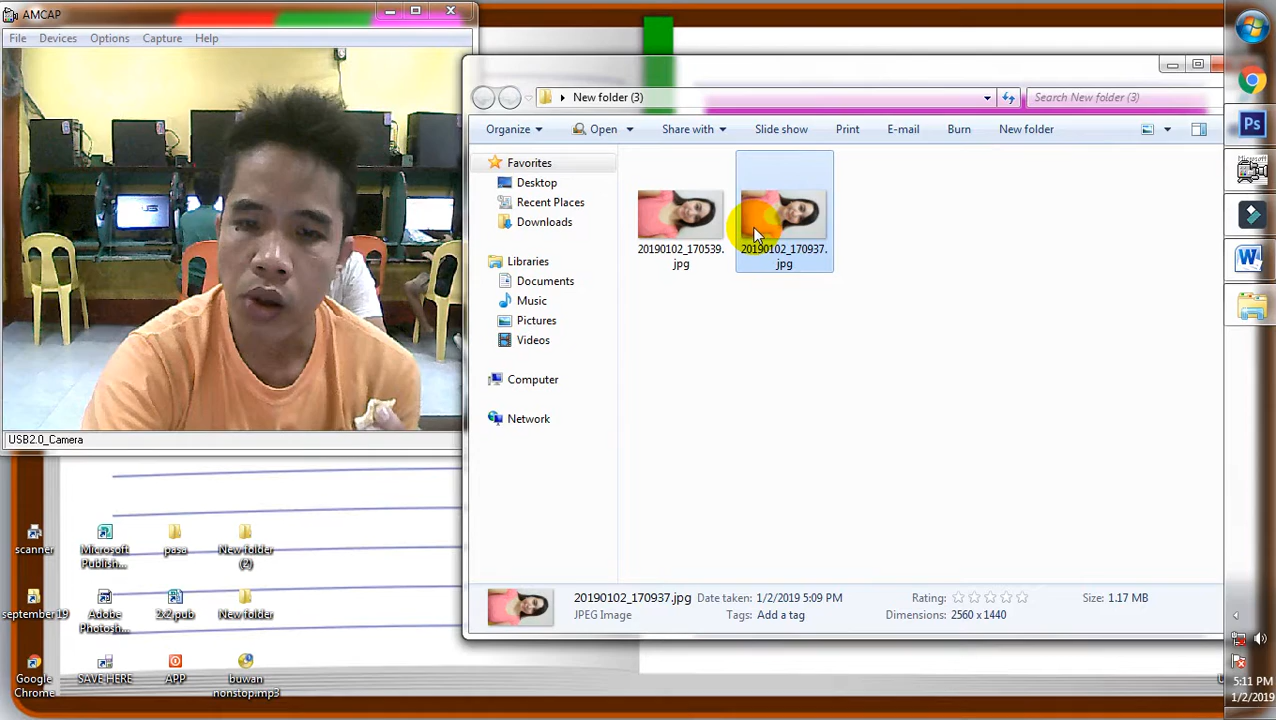 AMCAP
File Devices Options Capture Help
USB2.0_Camera
New folder (3)
Search New folder (3)
Organize Open Share with Slide show Print E-mail Burn New folder
Favorites
Desktop
Recent Places
Downloads
Libraries
Documents
Music
Pictures
Videos
Computer
Network
20190102_170539.
jpg
20190102_170937.
jpg
20190102_170937.jpg Date taken: 1/2/2019 5:09 PM Rating: Size: 1.17 MB
JPEG Image Tags: Add a tag Dimensions: 2560 x 1440
scanner
Microsoft
Publish...
pasa
New folder
(2)
september19
Adobe
Photosh...
2x2.pub
New folder
Google
Chrome
SAVE HERE
APP
buwan
nonstop.mp3
Ps
Microsoft
W
5:11 PM
1/2/2019